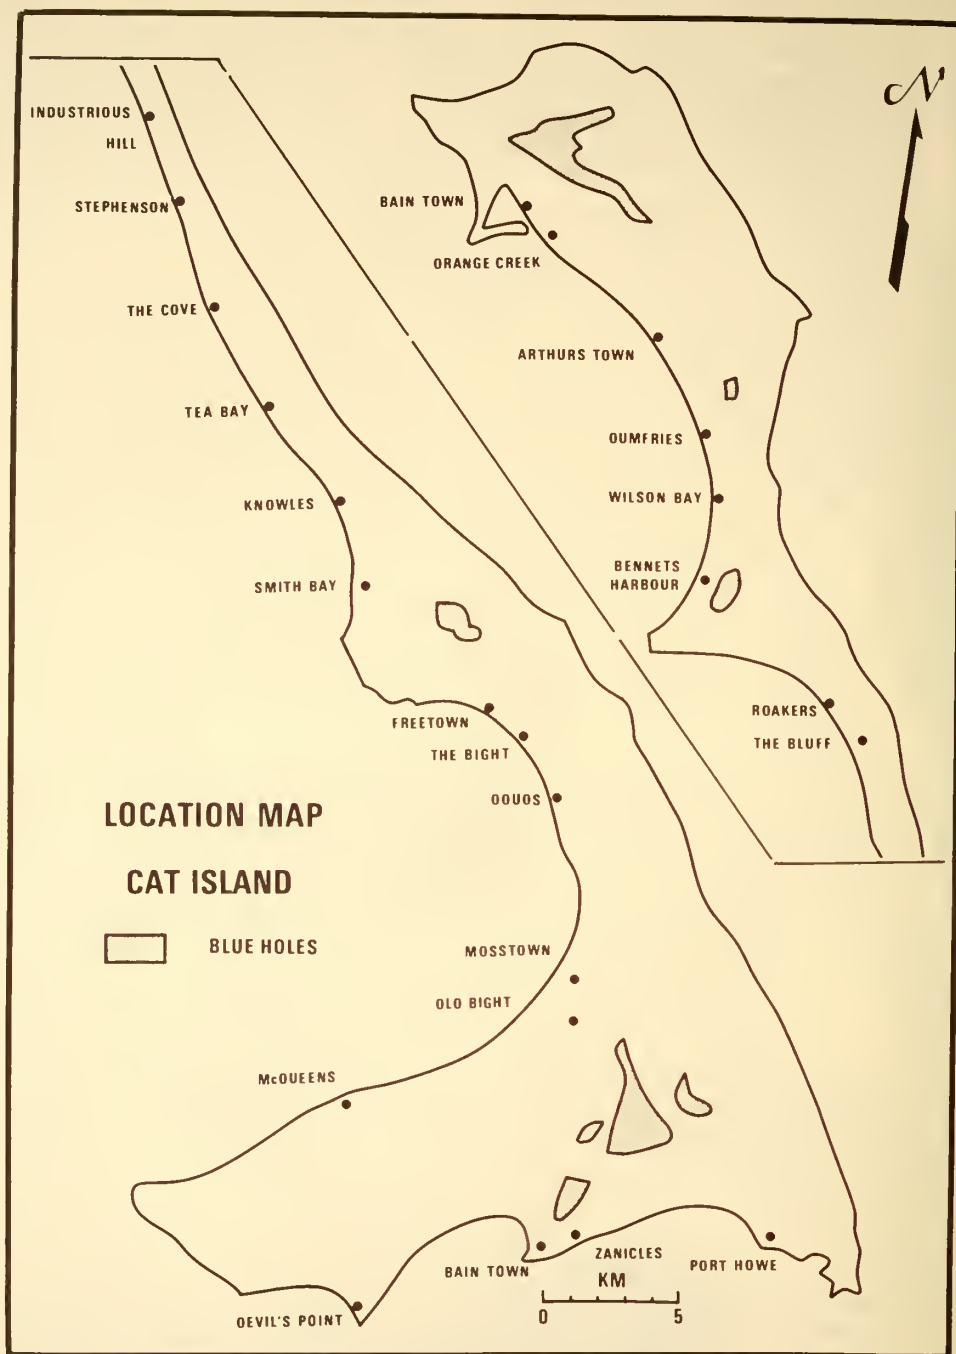 N
INDUSTRIOUS
HILL
STEPHENSON
THE COVE
TEA BAY
KNOWLES
SMITH BAY
FREETOWN
THE BIGHT
OOUOS
MOSSTOWN
OLO BIGHT
McQUEENS
OEVIL'S POINT
BAIN TOWN
ZANICLES
PORT HOWE
BAIN TOWN
ORANGE CREEK
ARTHURS TOWN
OUMFRIES
WILSON BAY
BENNETS
HARBOUR
ROAKERS
THE BLUFF
LOCATION MAP
CAT ISLAND
BLUE HOLES
KM
0 5